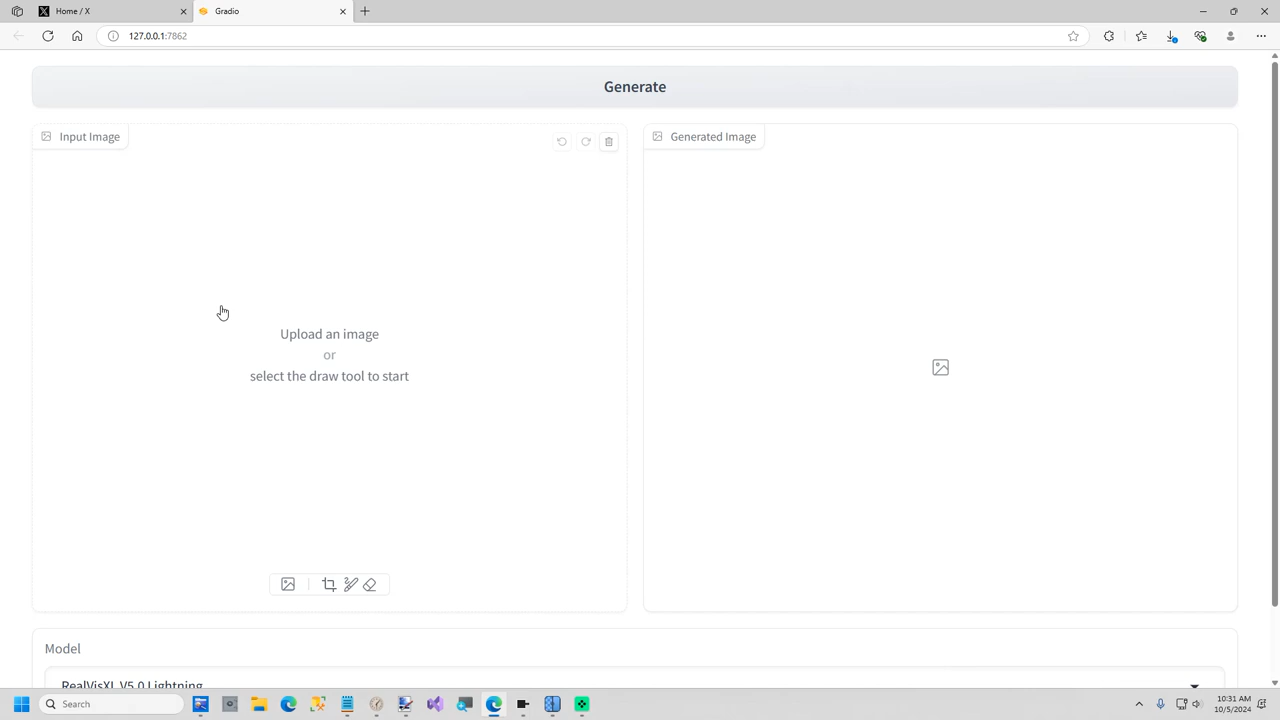 Home / X
Gradio
127.0.0.1:7862
Generate
Input Image
Generated Image
Upload an image
or
select the draw tool to start
Model
RealVisXL V5.0 Lightning
Search
10:31 AM
10/5/2024